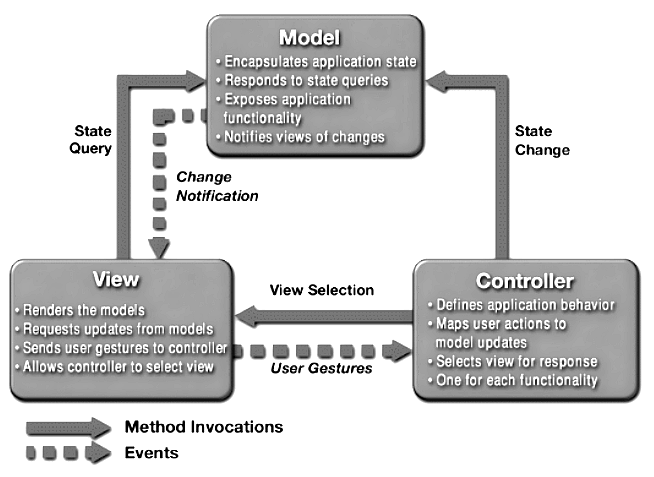 Model
• Encapsulates application state
• Responds to state queries
• Exposes application
functionality
• Notifies views of changes
State
Query
State
Change
Change
Notification
View
• Renders the models
• Requests updates from models
• Sends user gestures to controller
• Allows controller to select view
View Selection
User Gestures
Controller
• Defines application behavior
• Maps user actions to
model updates
• Selects view for response
• One for each functionality
Method Invocations
Events